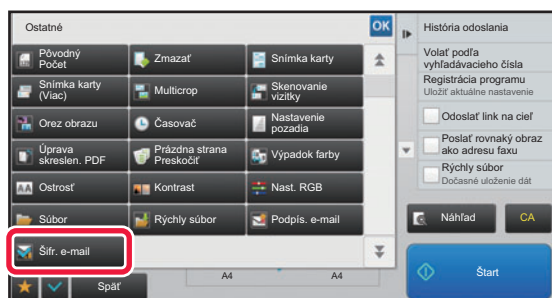 Ostatné
OK
Pôvodný
Počet
Zmazať
Snímka karty
Snímka karty
(Viac)
Multicrop
Skenovanie
vizitky
Orez obrazu
Časovač
Nastavenie
pozadia
Úprava
skreslen. PDF
Prázdna strana
Preskočiť
Výpadok farby
AA Ostrosť
Kontrast
Nast. RGB
Súbor
Rýchly súbor
Podpis. e-mail
Šifr. e-mail
Späť
A4
A4
História odoslania
Volať podľa
vyhľadávacieho čísla
Registrácia programu
Uložiť aktuálne nastavenie
Odoslať link na cieľ
Poslať rovnaký obraz
ako adresu faxu
Rýchly súbor
Dočasné uloženie dát
Náhľad
CA
Štart